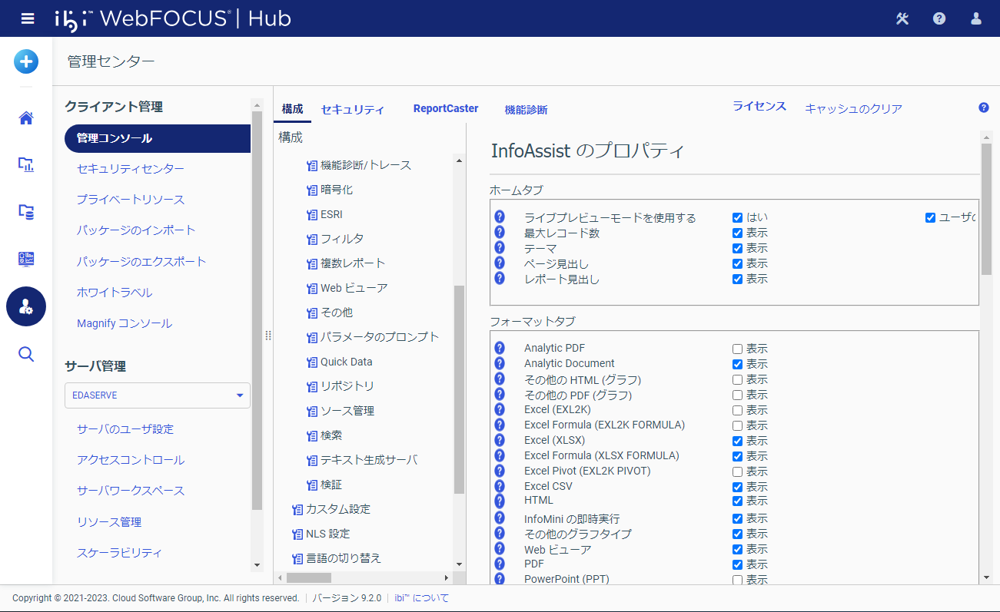 ibi™ WebFOCUS® | Hub
管理センター
クライアント管理
管理コンソール
セキュリティセンター
プライベートリソース
パッケージのインポート
パッケージのエクスポート
ホワイトラベル
Magnify コンソール
サーバ管理
EDASERVE
サーバのユーザ設定
アクセスコントロール
サーバワークスペース
リソース管理
スケーラビリティ
構成 セキュリティ ReportCaster 機能診断 ライセンス キャッシュのクリア
構成
機能診断/トレース
暗号化
ESRI
フィルタ
複数レポート
Web ビューア
その他
パラメータのプロンプト
Quick Data
リポジトリ
ソース管理
検索
テキスト生成サーバ
検証
カスタム設定
NLS 設定
言語の切り替え
InfoAssist のプロパティ
ホームタブ
ライブプレビューモードを使用する はい ユーザの
最大レコード数 表示
テーマ 表示
ページ見出し 表示
レポート見出し 表示
フォーマットタブ
Analytic PDF 表示
Analytic Document 表示
その他の HTML (グラフ) 表示
その他の PDF (グラフ) 表示
Excel (EXL2K) 表示
Excel Formula (EXL2K FORMULA) 表示
Excel (XLSX) 表示
Excel Formula (XLSX FORMULA) 表示
Excel Pivot (EXL2K PIVOT) 表示
Excel CSV 表示
HTML 表示
InfoMini の即時実行 表示
その他のグラフタイプ 表示
Web ビューア 表示
PDF 表示
PowerPoint (PPT) 表示
Copyright © 2021-2023. Cloud Software Group, Inc. All rights reserved. | バージョン 9.2.0 | ibi™ について